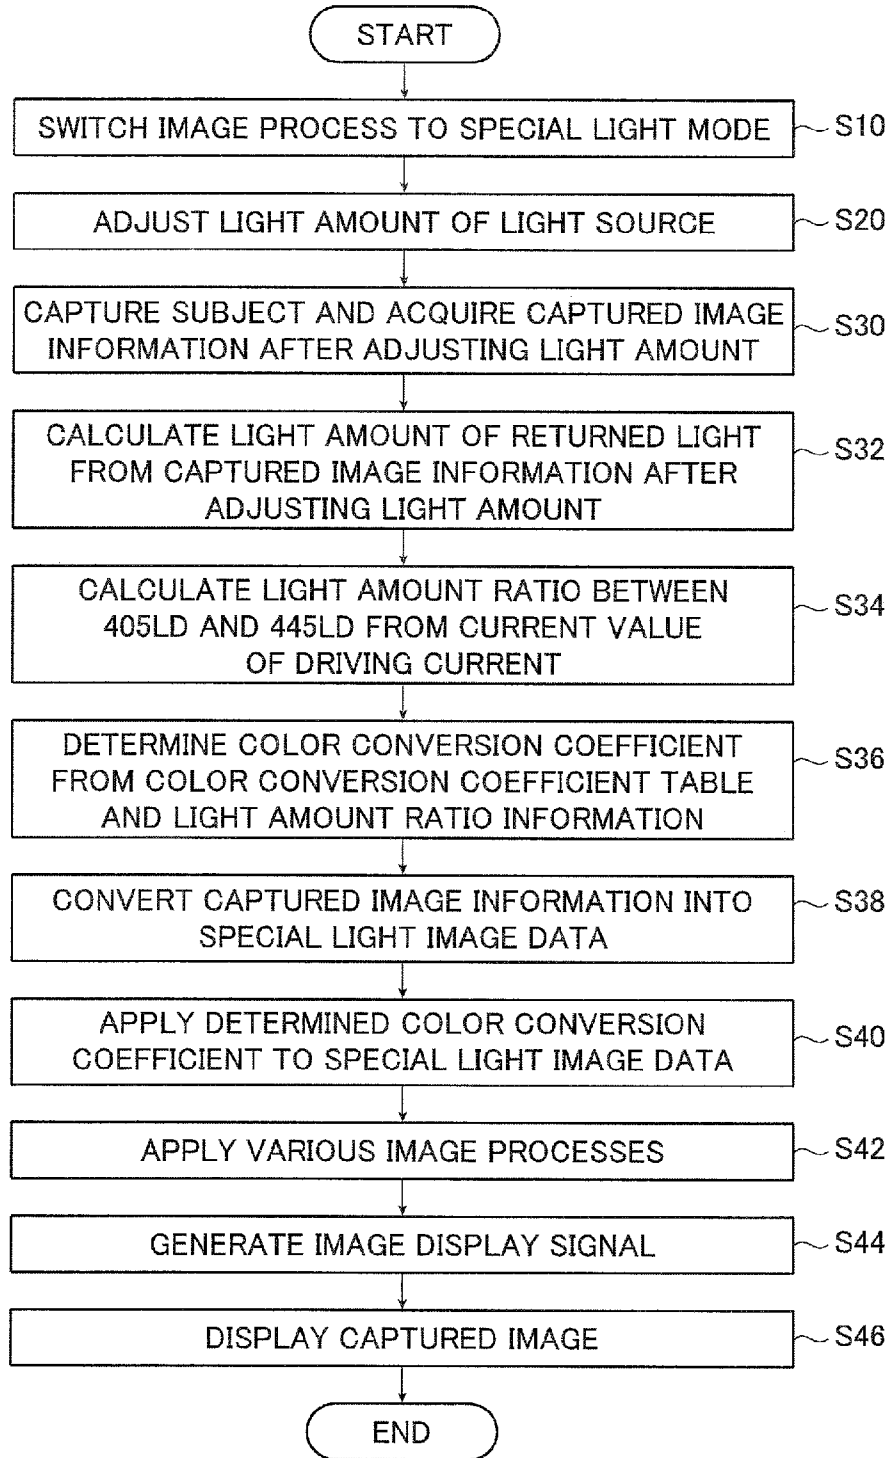 START
SWITCH IMAGE PROCESS TO SPECIAL LIGHT MODE
S10
ADJUST LIGHT AMOUNT OF LIGHT SOURCE
S20
CAPTURE SUBJECT AND ACQUIRE CAPTURED IMAGE
INFORMATION AFTER ADJUSTING LIGHT AMOUNT
S30
CALCULATE LIGHT AMOUNT OF RETURNED LIGHT
FROM CAPTURED IMAGE INFORMATION AFTER
ADJUSTING LIGHT AMOUNT
S32
CALCULATE LIGHT AMOUNT RATIO BETWEEN
405LD AND 445LD FROM CURRENT VALUE
OF DRIVING CURRENT
S34
DETERMINE COLOR CONVERSION COEFFICIENT
FROM COLOR CONVERSION COEFFICIENT TABLE
AND LIGHT AMOUNT RATIO INFORMATION
S36
CONVERT CAPTURED IMAGE INFORMATION INTO
SPECIAL LIGHT IMAGE DATA
S38
APPLY DETERMINED COLOR CONVERSION
COEFFICIENT TO SPECIAL LIGHT IMAGE DATA
S40
APPLY VARIOUS IMAGE PROCESSES
S42
GENERATE IMAGE DISPLAY SIGNAL
S44
DISPLAY CAPTURED IMAGE
S46
END